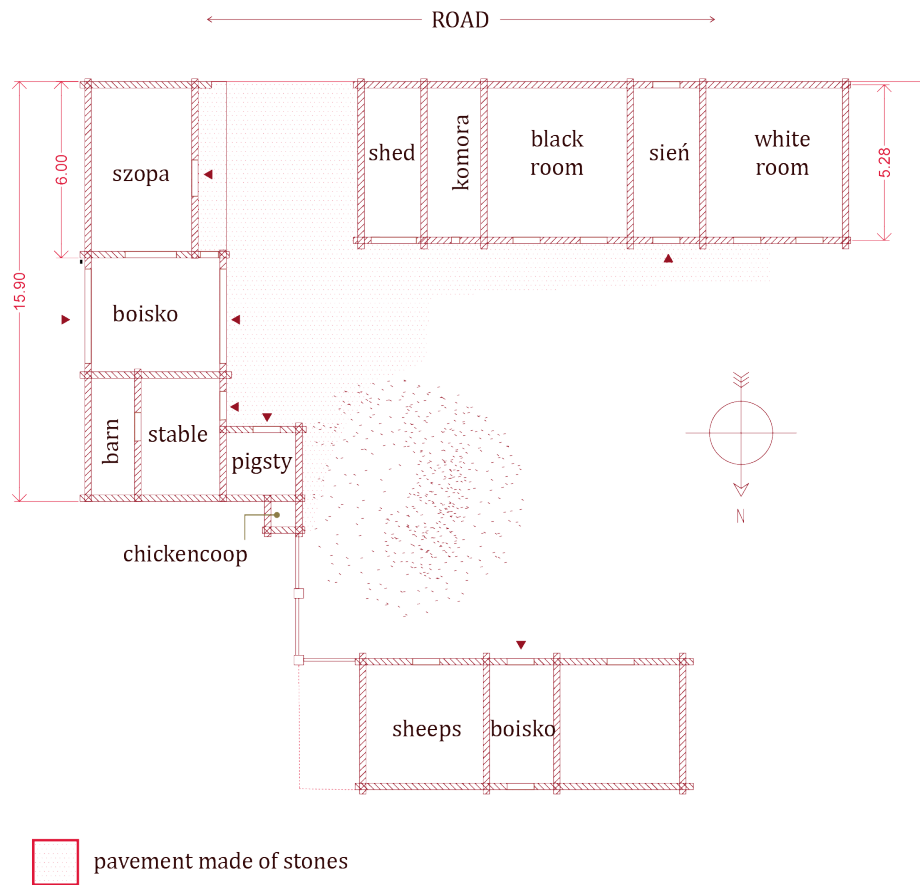 ROAD
szopa
shed
komora
black
room
sień
white
room
6.00
5.28
15.90
boisko
barn
stable
pigsty
chickencoop
N
sheeps
boisko
pavement made of stones